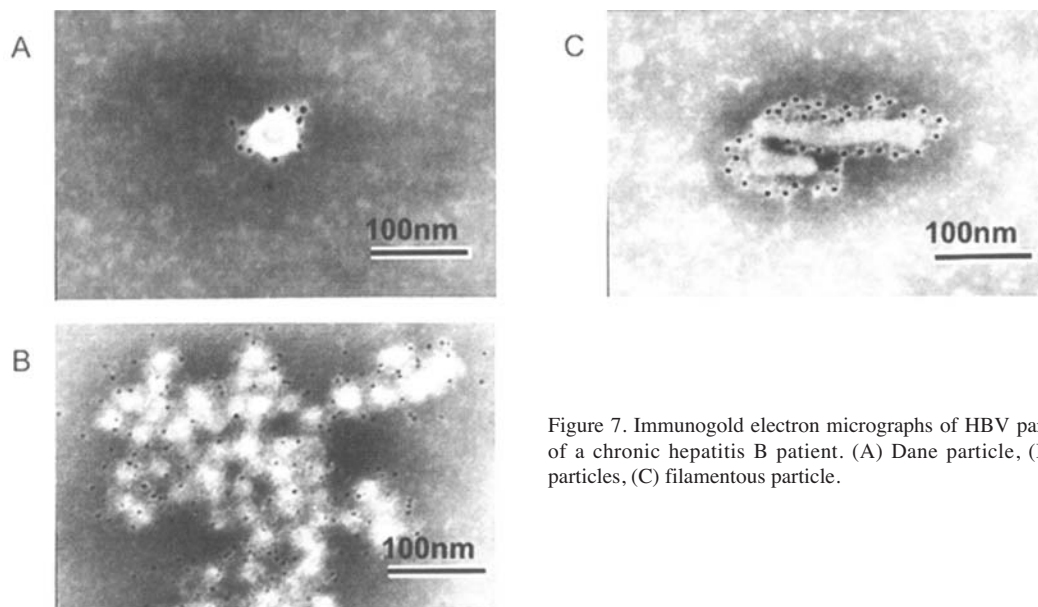 A
100nm
B
100nm
C
100nm
Figure 7. Immunogold electron micrographs of HBV
of a chronic hepatitis B patient. (A) Dane particle,
particles, (C) filamentous particle.